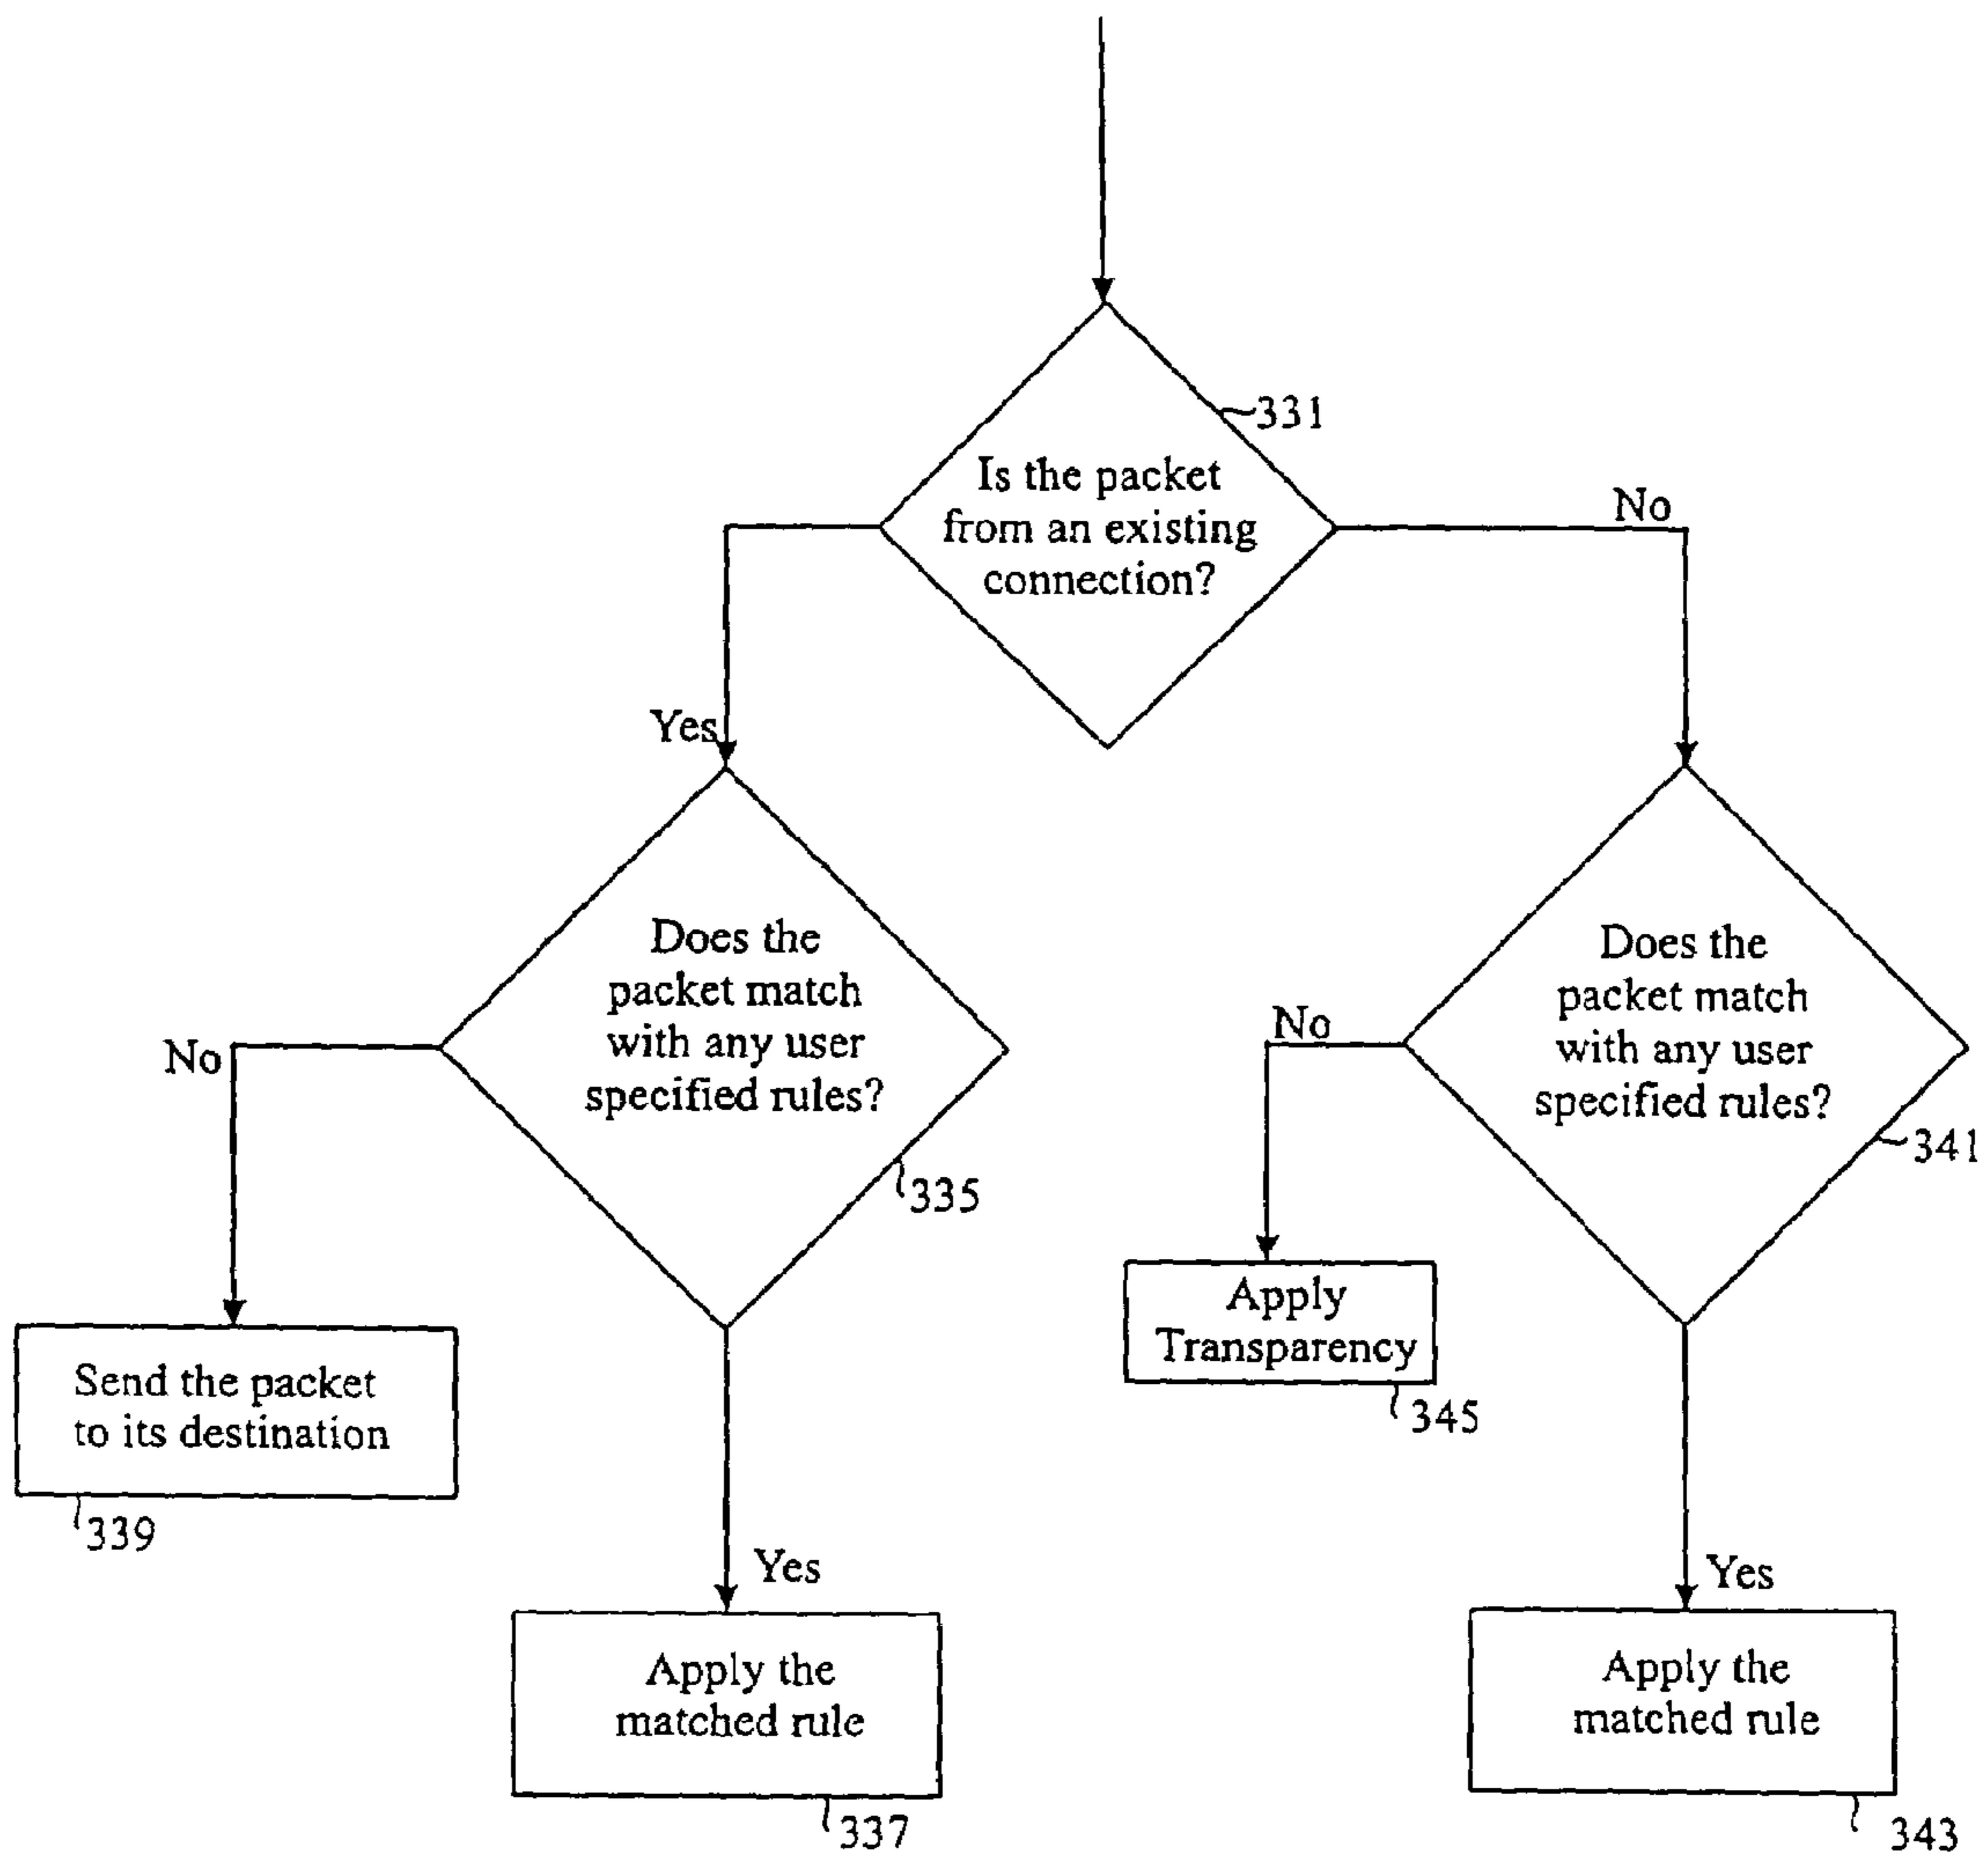 331
Is the packet
from an existing
connection?
No
Yes
Does the
packet match
with any user
specified rules?
335
Does the
packet match
with any user
specified rules?
341
No
No
Apply
Transparency
345
Send the packet
to its destination
339
Yes
Yes
Apply the
matched rule
337
Apply the
matched rule
343